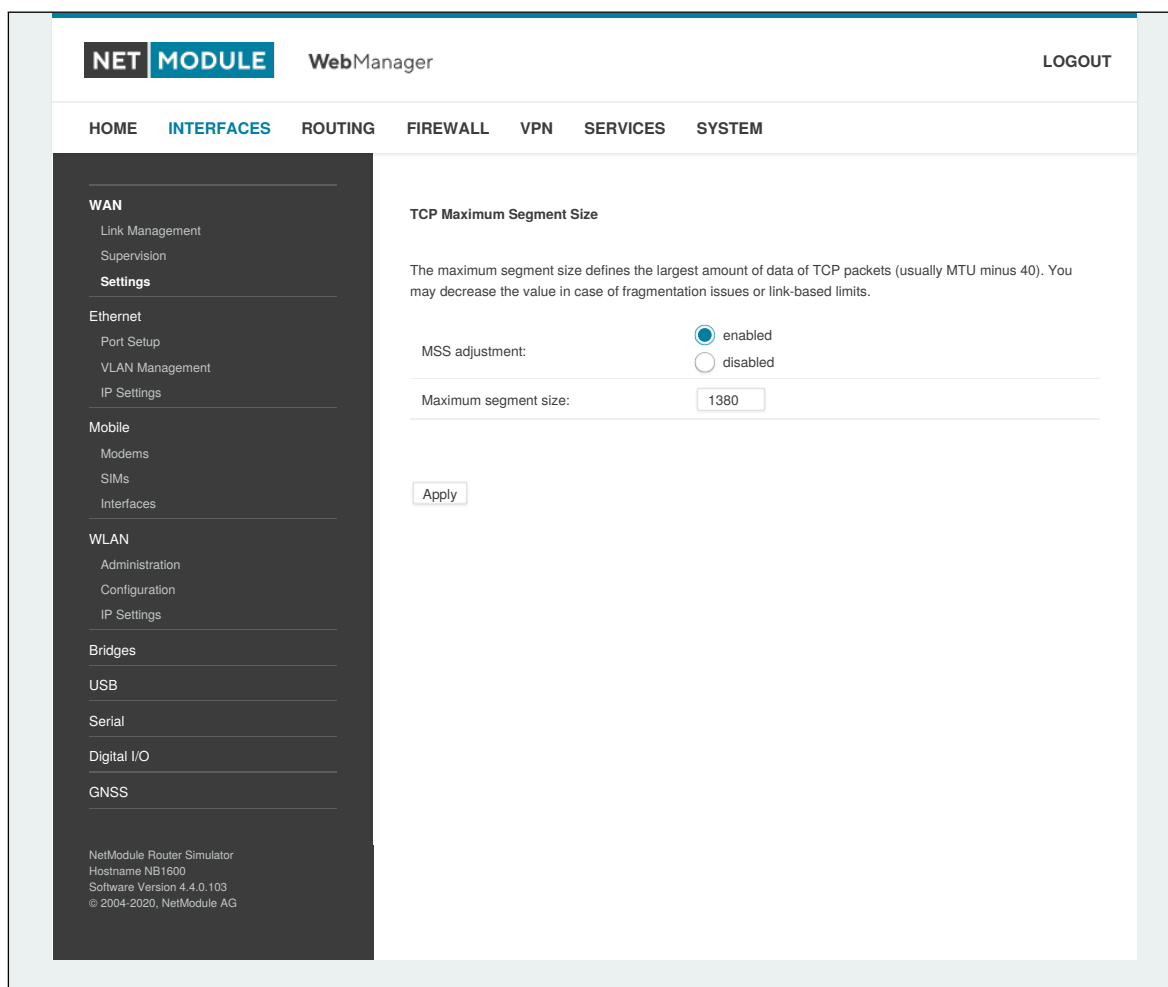 NET MODULE WebManager LOGOUT
HOME INTERFACES ROUTING FIREWALL VPN SERVICES SYSTEM
WAN
Link Management
Supervision
Settings
Ethernet
Port Setup
VLAN Management
IP Settings
Mobile
Modems
SIMs
Interfaces
WLAN
Administration
Configuration
IP Settings
Bridges
USB
Serial
Digital I/O
GNSS
NetModule Router Simulator
Hostname NB1600
Software Version 4.4.0.103
© 2004-2020, NetModule AG
TCP Maximum Segment Size
The maximum segment size defines the largest amount of data of TCP packets (usually MTU minus 40). You
may decrease the value in case of fragmentation issues or link-based limits.
MSS adjustment:
enabled
disabled
Maximum segment size: 1380
Apply